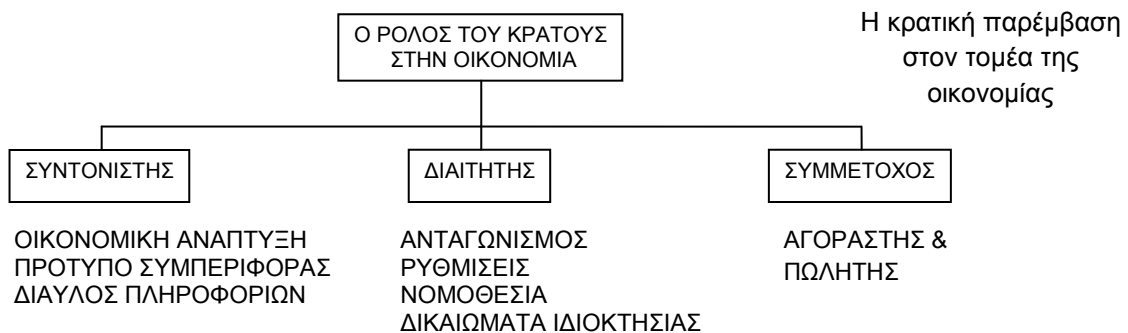 Ο ΡΟΛΟΣ ΤΟΥ ΚΡΑΤΟΥΣ
ΣΤΗΝ ΟΙΚΟΝΟΜΙΑ
Η κρατική παρέμβαση
στον τομέα της
οικονομίας
ΣΥΝΤΟΝΙΣΤΗΣ
ΔΙΑΙΤΗΤΗΣ
ΣΥΜΜΕΤΟΧΟΣ
ΟΙΚΟΝΟΜΙΚΗ ΑΝΑΠΤΥΞΗ
ΠΡΟΤΥΠΟ ΣΥΜΠΕΡΙΦΟΡΑΣ
ΔΙΑΥΛΟΣ ΠΛΗΡΟΦΟΡΙΩΝ
ΑΝΤΑΓΩΝΙΣΜΟΣ
ΡΥΘΜΙΣΕΙΣ
ΝΟΜΟΘΕΣΙΑ
ΔΙΚΑΙΩΜΑΤΑ ΙΔΙΟΚΤΗΣΙΑΣ
ΑΓΟΡΑΣΤΗΣ &
ΠΩΛΗΤΗΣ